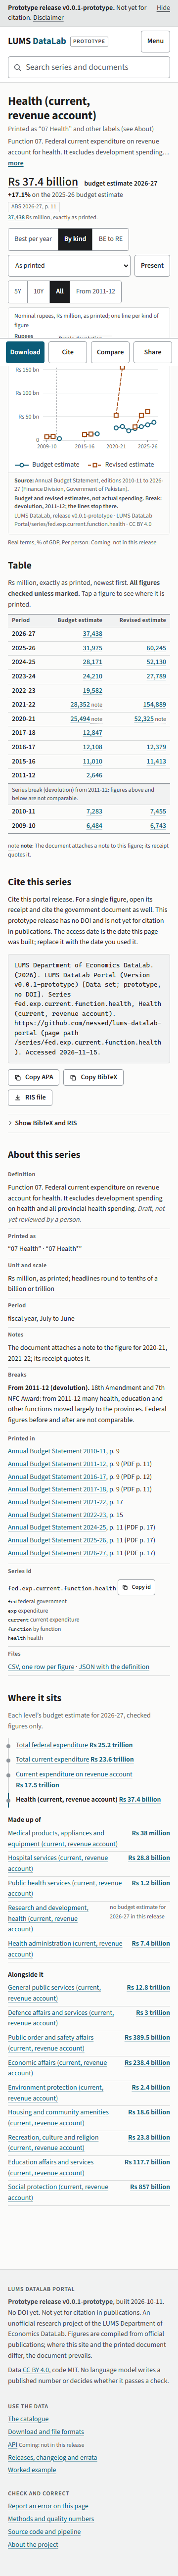 Prototype release v0.0.1-prototype. Not yet for
citation. Disclaimer
Hide
LUMS DataLab PROTOTYPE
Menu
Search series and documents
Health (current,
revenue account)
Printed as “07 Health” and other labels (see About)
Function 07. Federal current expenditure on revenue
account for health. It excludes development spending…
more
Rs 37.4 billion budget estimate 2026-27
+17.1% on the 2025-26 budget estimate
ABS 2026-27, p. 11
37,438 Rs million, exactly as printed.
Best per year By kind BE to RE
As printed
Present
5Y 10Y All From 2011-12
Nominal rupees, Rs million, as printed; one line per kind of
figure
Download Cite Compare Share
Rs 150 bn
Rs 100 bn
Rs 50 bn
0
2009-10 2015-16 2020-21 2026-27
Budget estimate Revised estimate
Source: Annual Budget Statement, editions 2010-11 to 2026-
27 (Finance Division, Government of Pakistan).
Budget and revised estimates, not actual spending. Break:
devolution, 2011-12; the lines stop there.
LUMS DataLab, release v0.0.1-prototype · LUMS DataLab
Portal/series/fed.exp.current.function.health · CC BY 4.0
Real terms, % of GDP, Per person: Coming: not in this release
Table
Rs million, exactly as printed, newest first. All figures
checked unless marked. Tap a figure to see where it is
printed.
Period Budget estimate Revised estimate
2026-27 37,438
2025-26 31,975 60,245
2024-25 28,171 52,130
2023-24 24,210 27,789
2022-23 19,582
2021-22 28,352 note 154,889
2020-21 25,494 note 52,325 note
2017-18 12,847
2016-17 12,108 12,379
2015-16 11,010 11,413
2011-12 2,646
Series break (devolution) from 2011-12: figures above and
below are not comparable.
2010-11 7,283 7,455
2009-10 6,484 6,743
note note: The document attaches a note to this figure; its receipt
quotes it.
Cite this series
Cite this portal release. For a single figure, open its
receipt and cite the government document as well. This
prototype release has no DOI and is not yet for citation
in publications. The access date is the date this page
was built; replace it with the date you used it.
LUMS Department of Economics DataLab.
(2026). LUMS DataLab Portal (Version
v0.0.1-prototype) [Data set; prototype,
no DOI]. Series
fed.exp.current.function.health, Health
(current, revenue account).
https://github.com/nessed/lums-datalab-
portal (page path
/series/fed.exp.current.function.health
). Accessed 2026-11-15.
Copy APA Copy BibTeX
RIS file
Show BibTeX and RIS
About this series
Definition
Function 07. Federal current expenditure on revenue
account for health. It excludes development spending
on health and all provincial health spending. Draft, not
yet reviewed by a person.
Printed as
“07 Health” · “07 Health*”
Unit and scale
Rs million, as printed; headlines round to tenths of a
billion or trillion
Period
fiscal year, July to June
Notes
The document attaches a note to the figure for 2020-21,
2021-22; its receipt quotes it.
Breaks
From 2011-12 (devolution). 18th Amendment and 7th
NFC Award: from 2011-12 many health, education and
other functions moved largely to the provinces. Federal
figures before and after are not comparable.
Printed in
Annual Budget Statement 2010-11, p. 9
Annual Budget Statement 2011-12, p. 9 (PDF p. 11)
Annual Budget Statement 2016-17, p. 9 (PDF p. 12)
Annual Budget Statement 2017-18, p. 9 (PDF p. 11)
Annual Budget Statement 2021-22, p. 17
Annual Budget Statement 2022-23, p. 15
Annual Budget Statement 2024-25, p. 11 (PDF p. 17)
Annual Budget Statement 2025-26, p. 11 (PDF p. 17)
Annual Budget Statement 2026-27, p. 11 (PDF p. 17)
Series id
fed.exp.current.function.health Copy id
fed federal government
exp expenditure
current current expenditure
function by function
health health
Files
CSV, one row per figure · JSON with the definition
Where it sits
Each level’s budget estimate for 2026-27, checked
figures only.
Total federal expenditure Rs 25.2 trillion
Total current expenditure Rs 23.6 trillion
Current expenditure on revenue account
Rs 17.5 trillion
Health (current, revenue account) Rs 37.4 billion
Made up of
Medical products, appliances and
equipment (current, revenue account)
Rs 38 million
Hospital services (current, revenue
account)
Rs 28.8 billion
Public health services (current, revenue
account)
Rs 1.2 billion
Research and development,
health (current, revenue
account)
no budget estimate for
2026-27 in this release
Health administration (current, revenue
account)
Rs 7.4 billion
Alongside it
General public services (current,
revenue account)
Rs 12.8 trillion
Defence affairs and services (current,
revenue account)
Rs 3 trillion
Public order and safety affairs
(current, revenue account)
Rs 389.5 billion
Economic affairs (current, revenue
account)
Rs 238.4 billion
Environment protection (current,
revenue account)
Rs 2.4 billion
Housing and community amenities
(current, revenue account)
Rs 18.6 billion
Recreation, culture and religion
(current, revenue account)
Rs 23.8 billion
Education affairs and services
(current, revenue account)
Rs 117.7 billion
Social protection (current, revenue
account)
Rs 857 billion
LUMS DATALAB PORTAL
Prototype release v0.0.1-prototype, built 2026-10-11.
No DOI yet. Not yet for citation in publications. An
unofficial research project of the LUMS Department of
Economics DataLab. Figures are compiled from official
publications; where this site and the printed document
differ, the document prevails.
Data CC BY 4.0, code MIT. No language model writes a
published number or decides whether it passes a check.
USE THE DATA
The catalogue
Download and file formats
API Coming: not in this release
Releases, changelog and errata
Worked example
CHECK AND CORRECT
Report an error on this page
Methods and quality numbers
Source code and pipeline
About the project